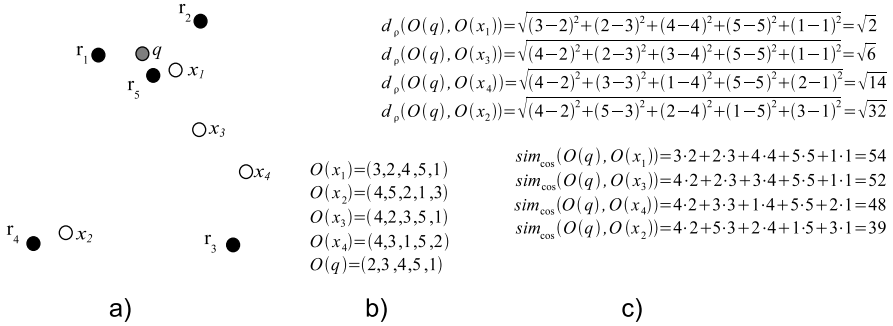 r₂
r₁
q
x₁
r₅
x₃
x₄
r₄
x₂
r₃
a)
O(x₁)=(3,2,4,5,1)
O(x₂)=(4,5,2,1,3)
O(x₃)=(4,2,3,5,1)
O(x₄)=(4,3,1,5,2)
O(q)=(2,3,4,5,1)
b)
dᵨ(O(q),O(x₁))=√((3−2)²+(2−3)²+(4−4)²+(5−5)²+(1−1)²)=√2
dᵨ(O(q),O(x₃))=√((4−2)²+(2−3)²+(3−4)²+(5−5)²+(1−1)²)=√6
dᵨ(O(q),O(x₄))=√((4−2)²+(3−3)²+(1−4)²+(5−5)²+(2−1)²)=√14
dᵨ(O(q),O(x₂))=√((4−2)²+(5−3)²+(2−4)²+(1−5)²+(3−1)²)=√32
sim_cos(O(q),O(x₁))=3·2+2·3+4·4+5·5+1·1=54
sim_cos(O(q),O(x₃))=4·2+2·3+3·4+5·5+1·1=52
sim_cos(O(q),O(x₄))=4·2+3·3+1·4+5·5+2·1=48
sim_cos(O(q),O(x₂))=4·2+5·3+2·4+1·5+3·1=39
c)